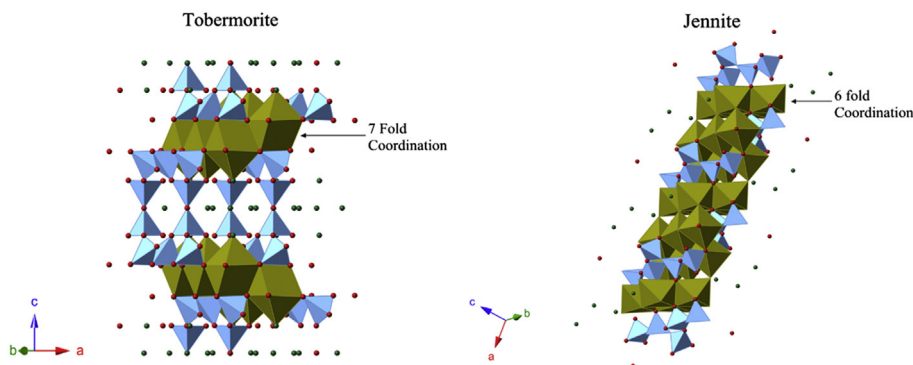 Tobermorite
Jennite
7 Fold
Coordination
6 fold
Coordination
c
b
a
c
b
a